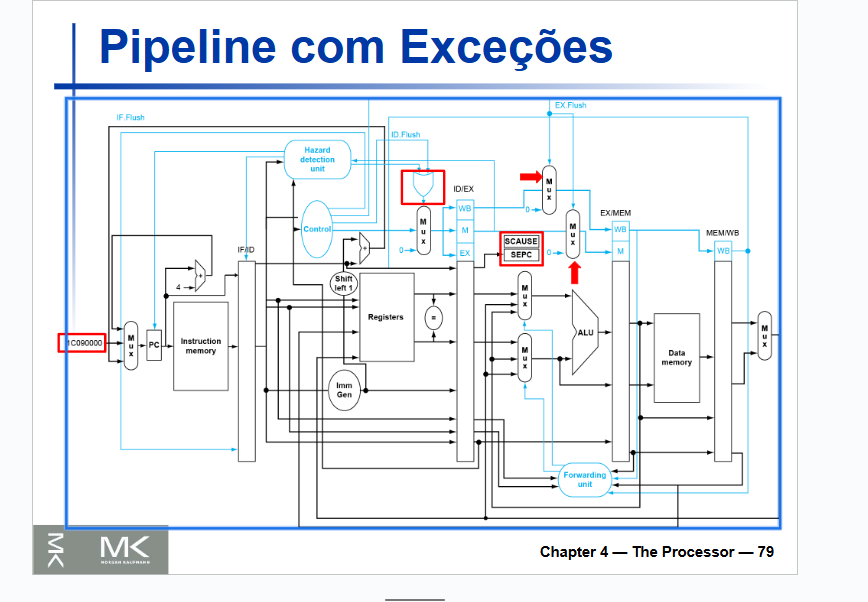 Pipeline com Exceções
EX.Flush
IF.Flush
ID.Flush
Hazard
detection
unit
M
u
x
ID/EX
WB
0
Control
M
u
x
M
EX/MEM
WB
M
u
x
SCAUSE
SEPC
MEM/WB
IF/ID
+
0
EX
0
M
WB
4
+
Shift
left 1
M
u
x
Registers
=
ALU
1C090000
M
u
x
PC
Instruction
memory
M
u
x
Data
memory
M
u
x
Imm
Gen
Forwarding
unit
MK
MK
MORGAN KAUFMANN
Chapter 4 — The Processor — 79